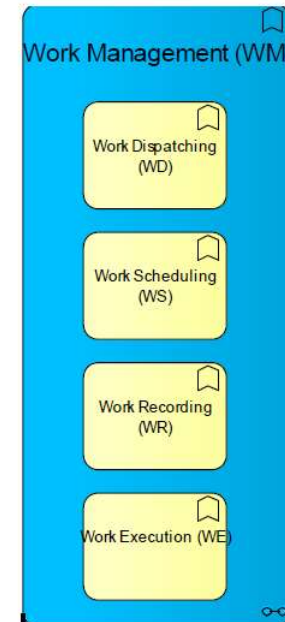 Work Management (WM
Work Dispatching
(WD)
Work Scheduling
(WS)
Work Recording
(WR)
Work Execution (WE)